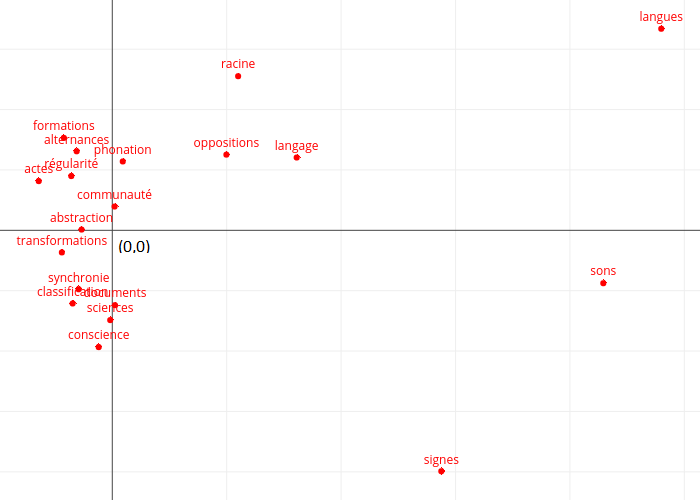 langues
racine
formations
alternances
phonation
oppositions
langage
actes
régularité
communauté
abstraction
transformations
(0,0)
sons
synchronie
classification
documents
sciences
conscience
signes